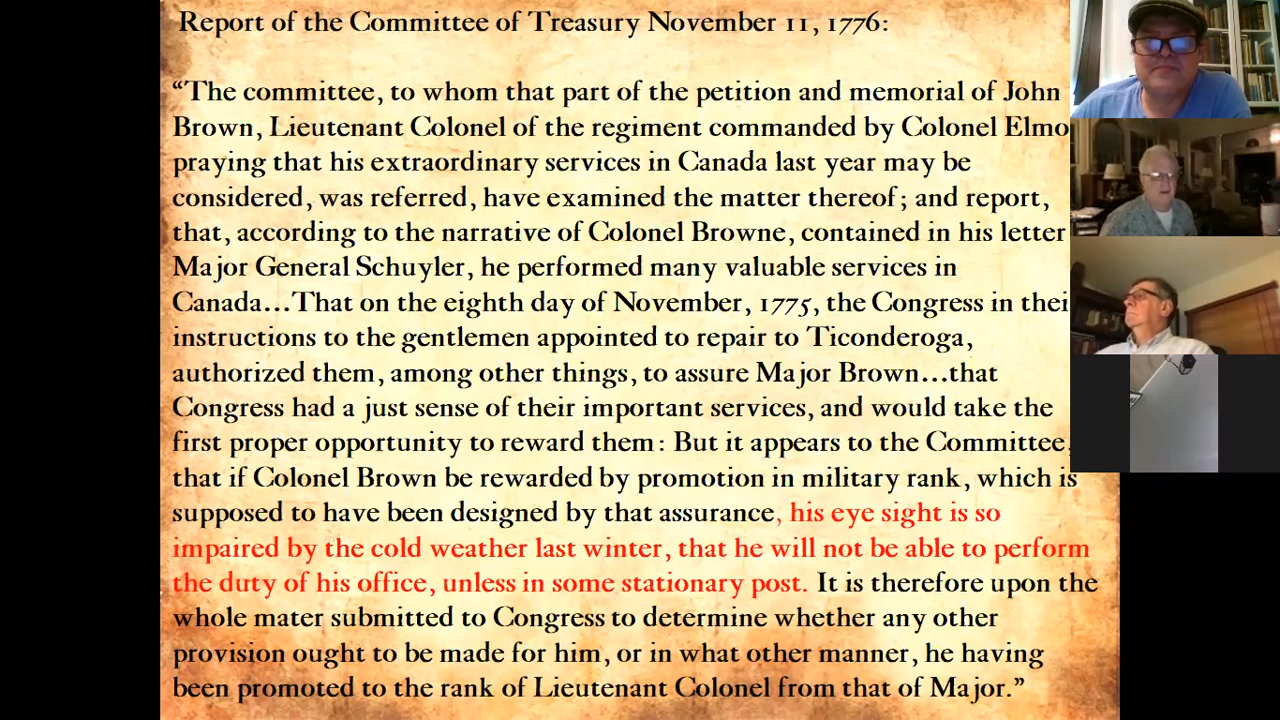 Report of the Committee of Treasury November 11, 1776:
“The committee, to whom that part of the petition and memorial of John
Brown, Lieutenant Colonel of the regiment commanded by Colonel Elmo
praying that his extraordinary services in Canada last year may be
considered, was referred, have examined the matter thereof; and report,
that, according to the narrative of Colonel Browne, contained in his letter
Major General Schuyler, he performed many valuable services in
Canada...That on the eighth day of November, 1775, the Congress in thei
instructions to the gentlemen appointed to repair to Ticonderoga,
authorized them, among other things, to assure Major Brown...that
Congress had a just sense of their important services, and would take the
first proper opportunity to reward them: But it appears to the Committee,
that if Colonel Brown be rewarded by promotion in military rank, which is
supposed to have been designed by that assurance, his eye sight is so
impaired by the cold weather last winter, that he will not be able to perform
the duty of his office, unless in some stationary post. It is therefore upon the
whole mater submitted to Congress to determine whether any other
provision ought to be made for him, or in what other manner, he having
been promoted to the rank of Lieutenant Colonel from that of Major.”